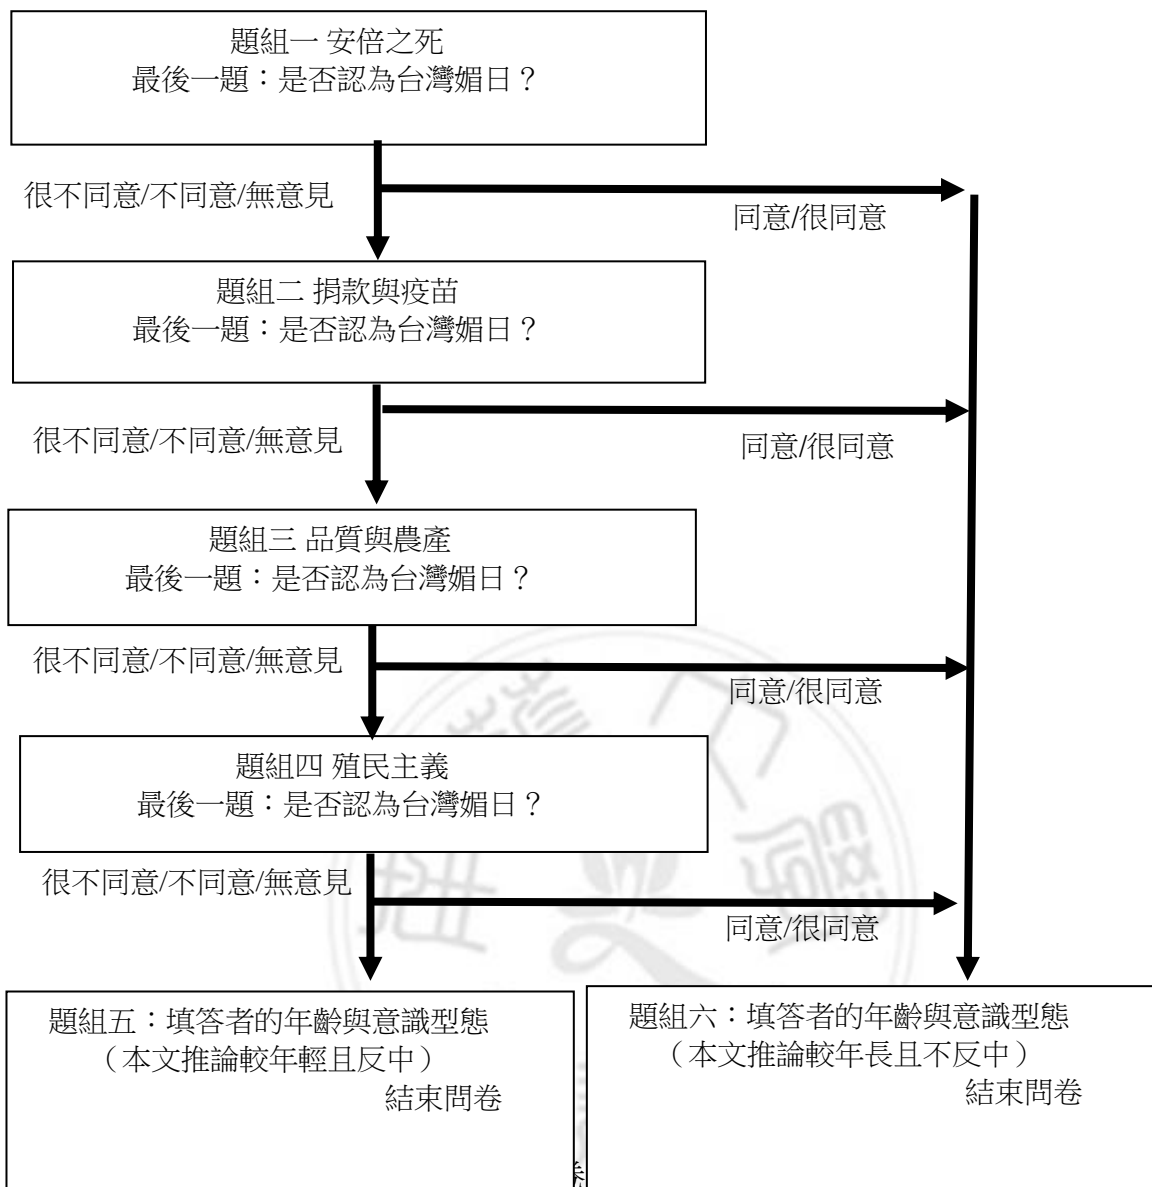 題組一 安倍之死
最後一題：是否認為台灣媚日？
很不同意/不同意/無意見
同意/很同意
題組二 捐款與疫苗
最後一題：是否認為台灣媚日？
很不同意/不同意/無意見
同意/很同意
題組三 品質與農產
最後一題：是否認為台灣媚日？
很不同意/不同意/無意見
同意/很同意
題組四 殖民主義
最後一題：是否認為台灣媚日？
很不同意/不同意/無意見
同意/很同意
題組五：填答者的年齡與意識型態
（本文推論較年輕且反中）
結束問卷
題組六：填答者的年齡與意識型態
（本文推論較年長且不反中）
結束問卷